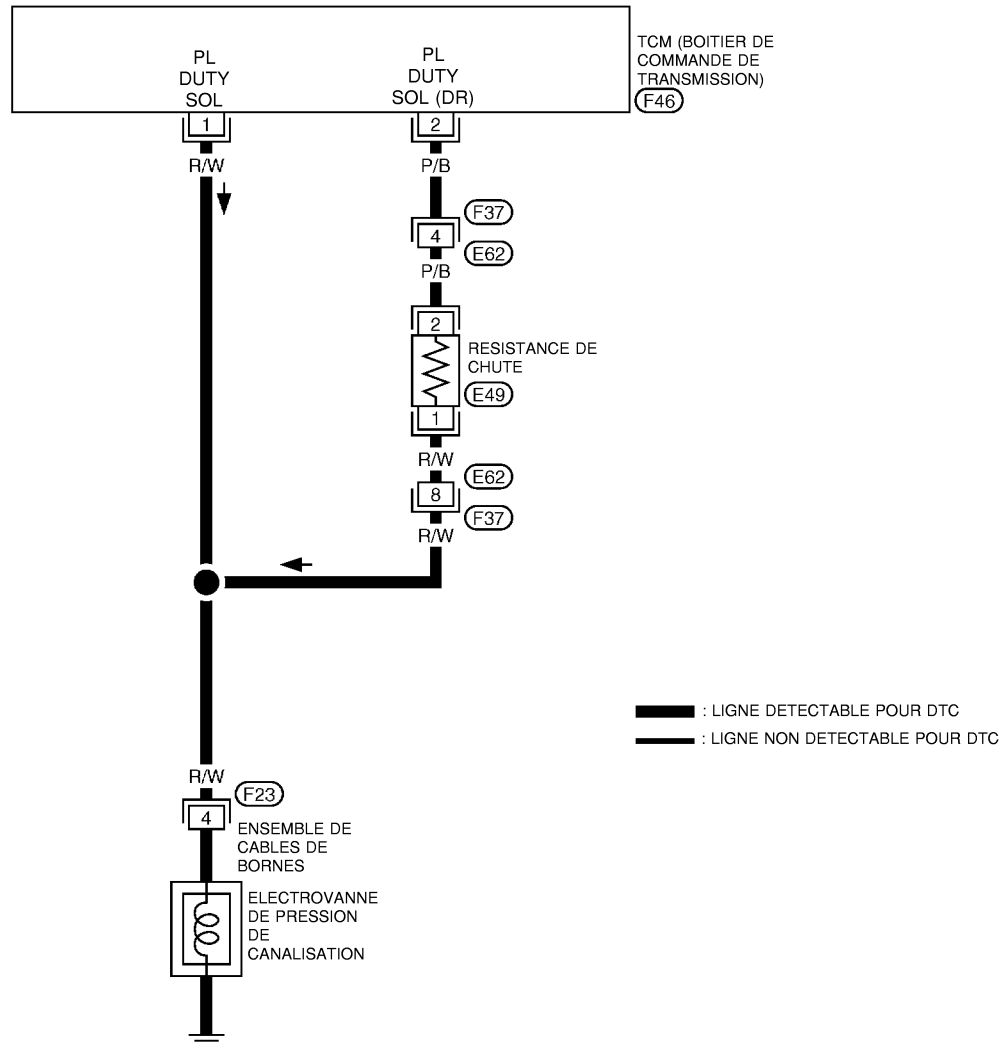 PL
DUTY
SOL
PL
DUTY
SOL (DR)
TCM (BOITIER DE
COMMANDE DE
TRANSMISSION)
F46
1
2
R/W
P/B
F37
4
E62
P/B
2
RESISTANCE DE
CHUTE
E49
1
R/W
E62
8
F37
R/W
: LIGNE DETECTABLE POUR DTC
: LIGNE NON DETECTABLE POUR DTC
R/W
F23
4
ENSEMBLE DE
CABLES DE
BORNES
ELECTROVANNE
DE PRESSION
DE
CANALISATION